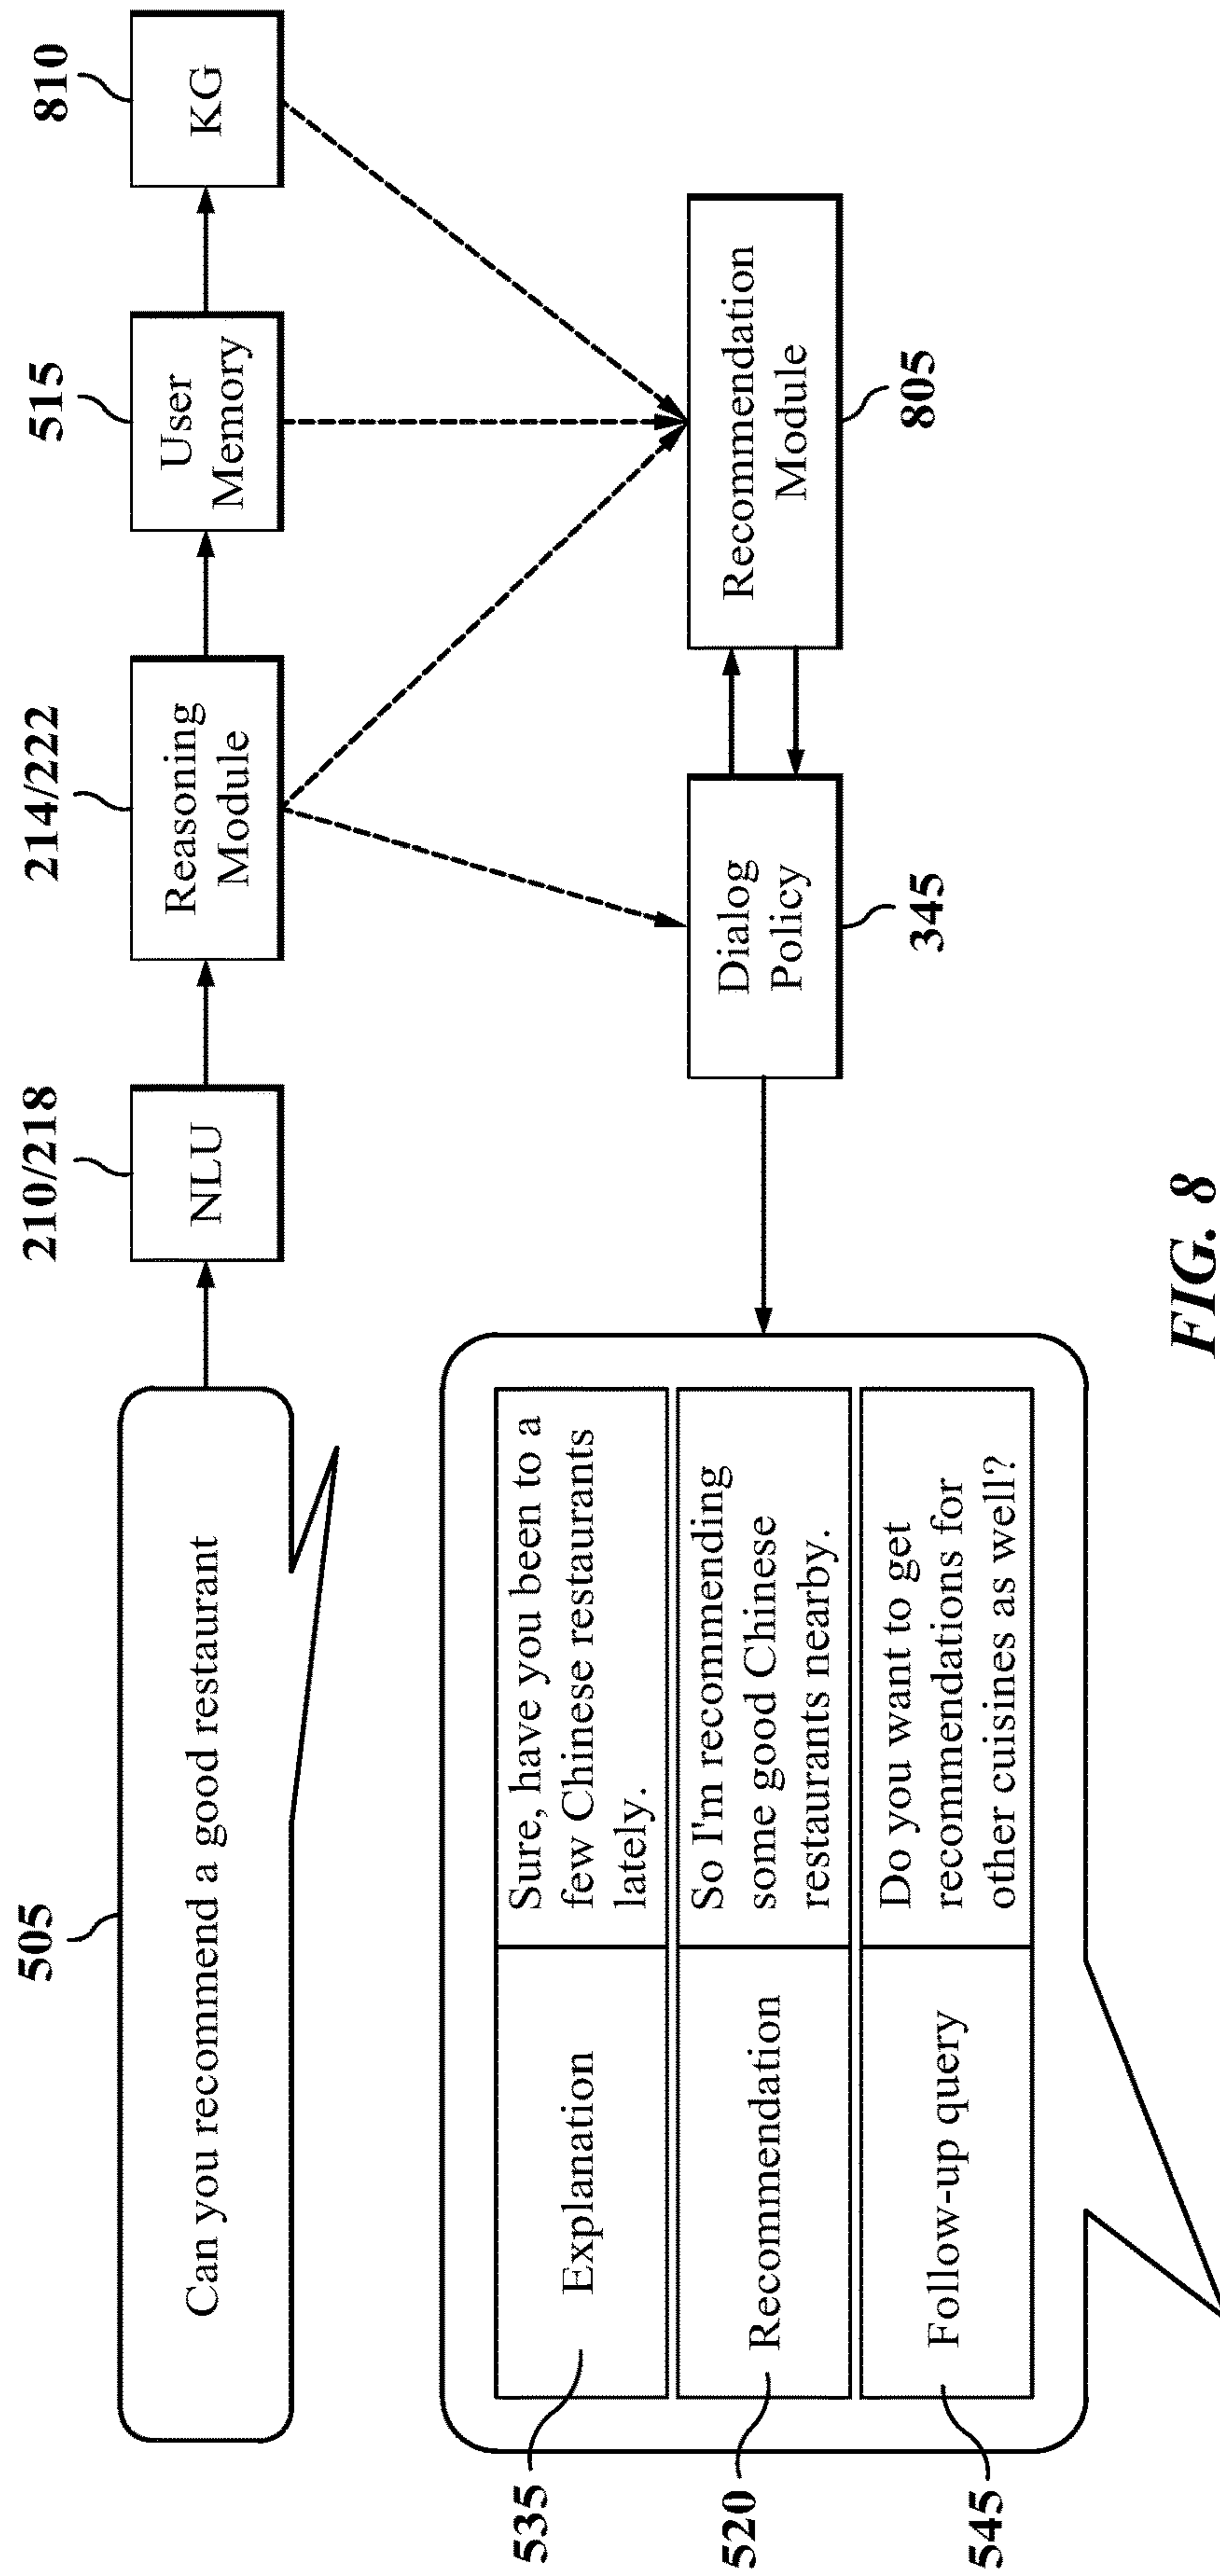 505
Can you recommend a good restaurant
210/218
NLU
214/222
Reasoning
Module
515
User
Memory
810
KG
535
Explanation
Sure, have you been to a
few Chinese restaurants
lately.
520
Recommendation
So I'm recommending
some good Chinese
restaurants nearby.
545
Follow-up query
Do you want to get
recommendations for
other cuisines as well?
Dialog
Policy
345
Recommendation
Module
805
FIG. 8